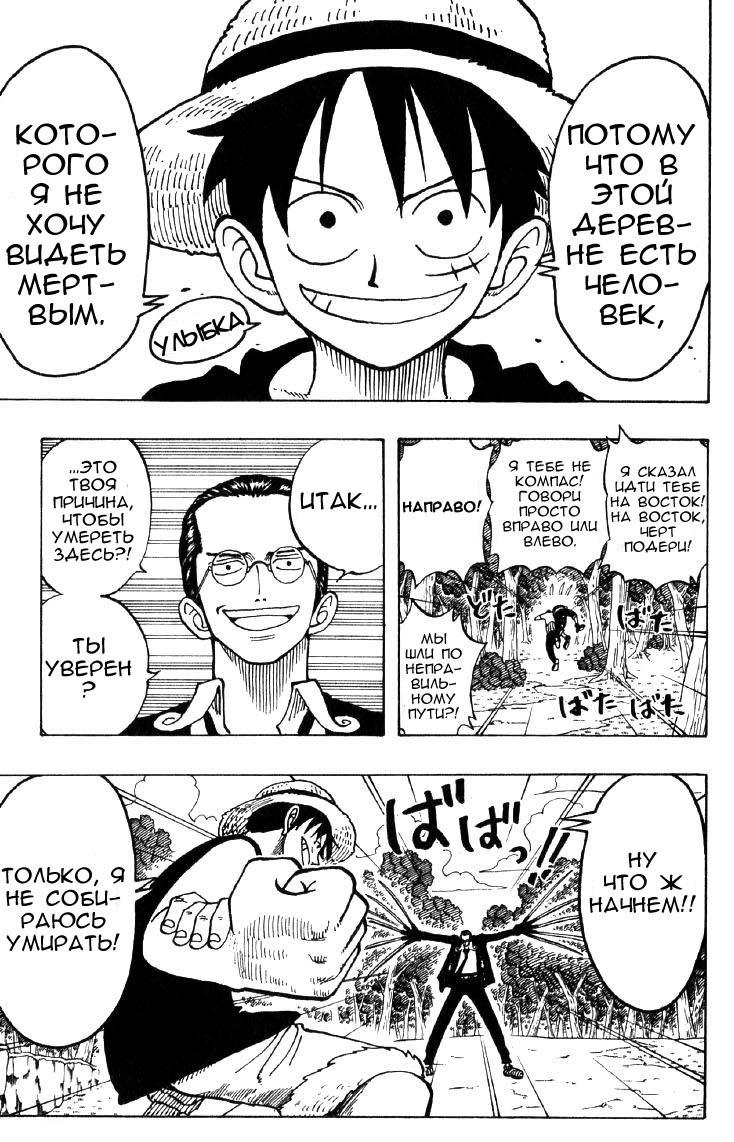 ПОТОМУ
ЧТО В
ЭТОЙ
ДЕРЕВ-
НЕ ЕСТЬ
ЧЕЛО-
ВЕК,
КОТО-
РОГО
Я НЕ
ХОЧУ
ВИДЕТЬ
МЕРТ-
ВЫМ.
УЛЫБКА
Я СКАЗАЛ
ИДТИ ТЕБЕ
НА ВОСТОК!
НА ВОСТОК,
ЧЕРТ
ПОДЕРИ!
Я ТЕБЕ НЕ
КОМПАС!
ГОВОРИ
ПРОСТО
ВПРАВО ИЛИ
ВЛЕВО.
НАПРАВО!
どた
ばた
ばた
ばた
МЫ
ШЛИ ПО
НЕПРА-
ВИЛЬ-
НОМУ
ПУТИ?!
ИТАК...
...ЭТО
ТВОЯ
ПРИЧИНА,
ЧТОБЫ
УМЕРЕТЬ
ЗДЕСЬ?!
ТЫ
УВЕРЕН
?
НУ
ЧТО Ж
НАЧНЕМ!!
ばばっ!!
ТОЛЬКО, Я
НЕ СОБИ-
РАЮСЬ
УМИРАТЬ!